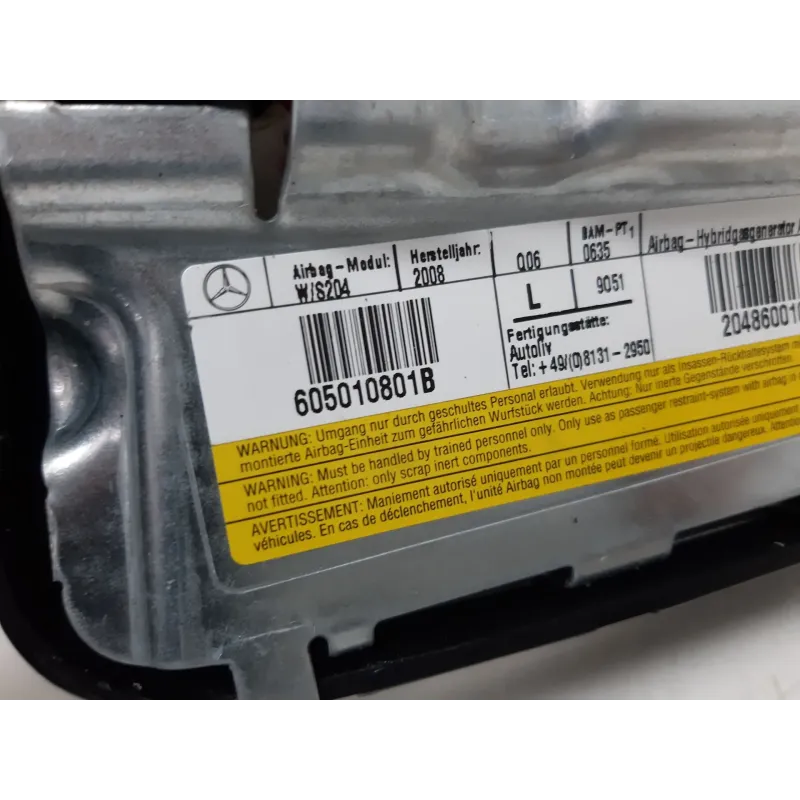 Airbag-Modul:
W/S204
Herstelljahr:
2008
Q06
BAM-PT1
0635
Airbag-Hybridgasgenerator
L
9051
Fertigungsstätte:
Autoliv
Tel: +49/(0)8131-2950
605010801B
20486001
WARNUNG: Umgang nur durch geschultes Personal erlaubt. Verwendung nur als Insassen-Rückhaltesystem
montierte Airbag-Einheit zum gefährlichen Wurfstück werden. Achtung: Nur inerte Gegenstände verschrotten.
WARNING: Must be handled by trained personnel only. Only use as passenger restraint-system with airbag in
not fitted. Attention: only scrap inert components.
AVERTISSEMENT: Maniement autorisé uniquement par un personnel formé. Utilisation autorisée uniquement
véhicules. En cas de déclenchement, l'unité Airbag non montée peut devenir un projectile dangereux.